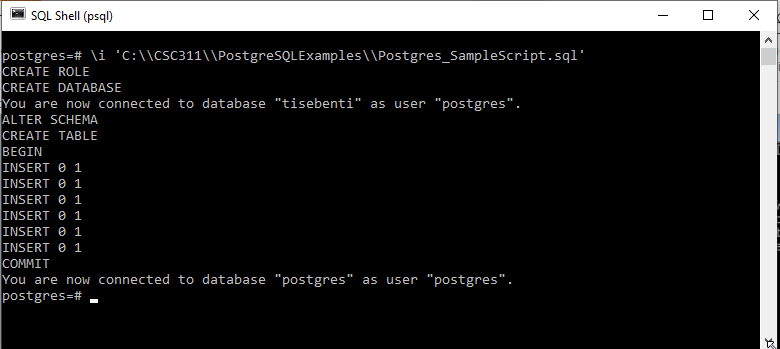 SQL Shell (psql)
postgres=# \i 'C:\\CSC311\\PostgreSQLExamples\\Postgres_SampleScript.sql'
CREATE ROLE
CREATE DATABASE
You are now connected to database "tisebenti" as user "postgres".
ALTER SCHEMA
CREATE TABLE
BEGIN
INSERT 0 1
INSERT 0 1
INSERT 0 1
INSERT 0 1
INSERT 0 1
INSERT 0 1
COMMIT
You are now connected to database "postgres" as user "postgres".
postgres=#